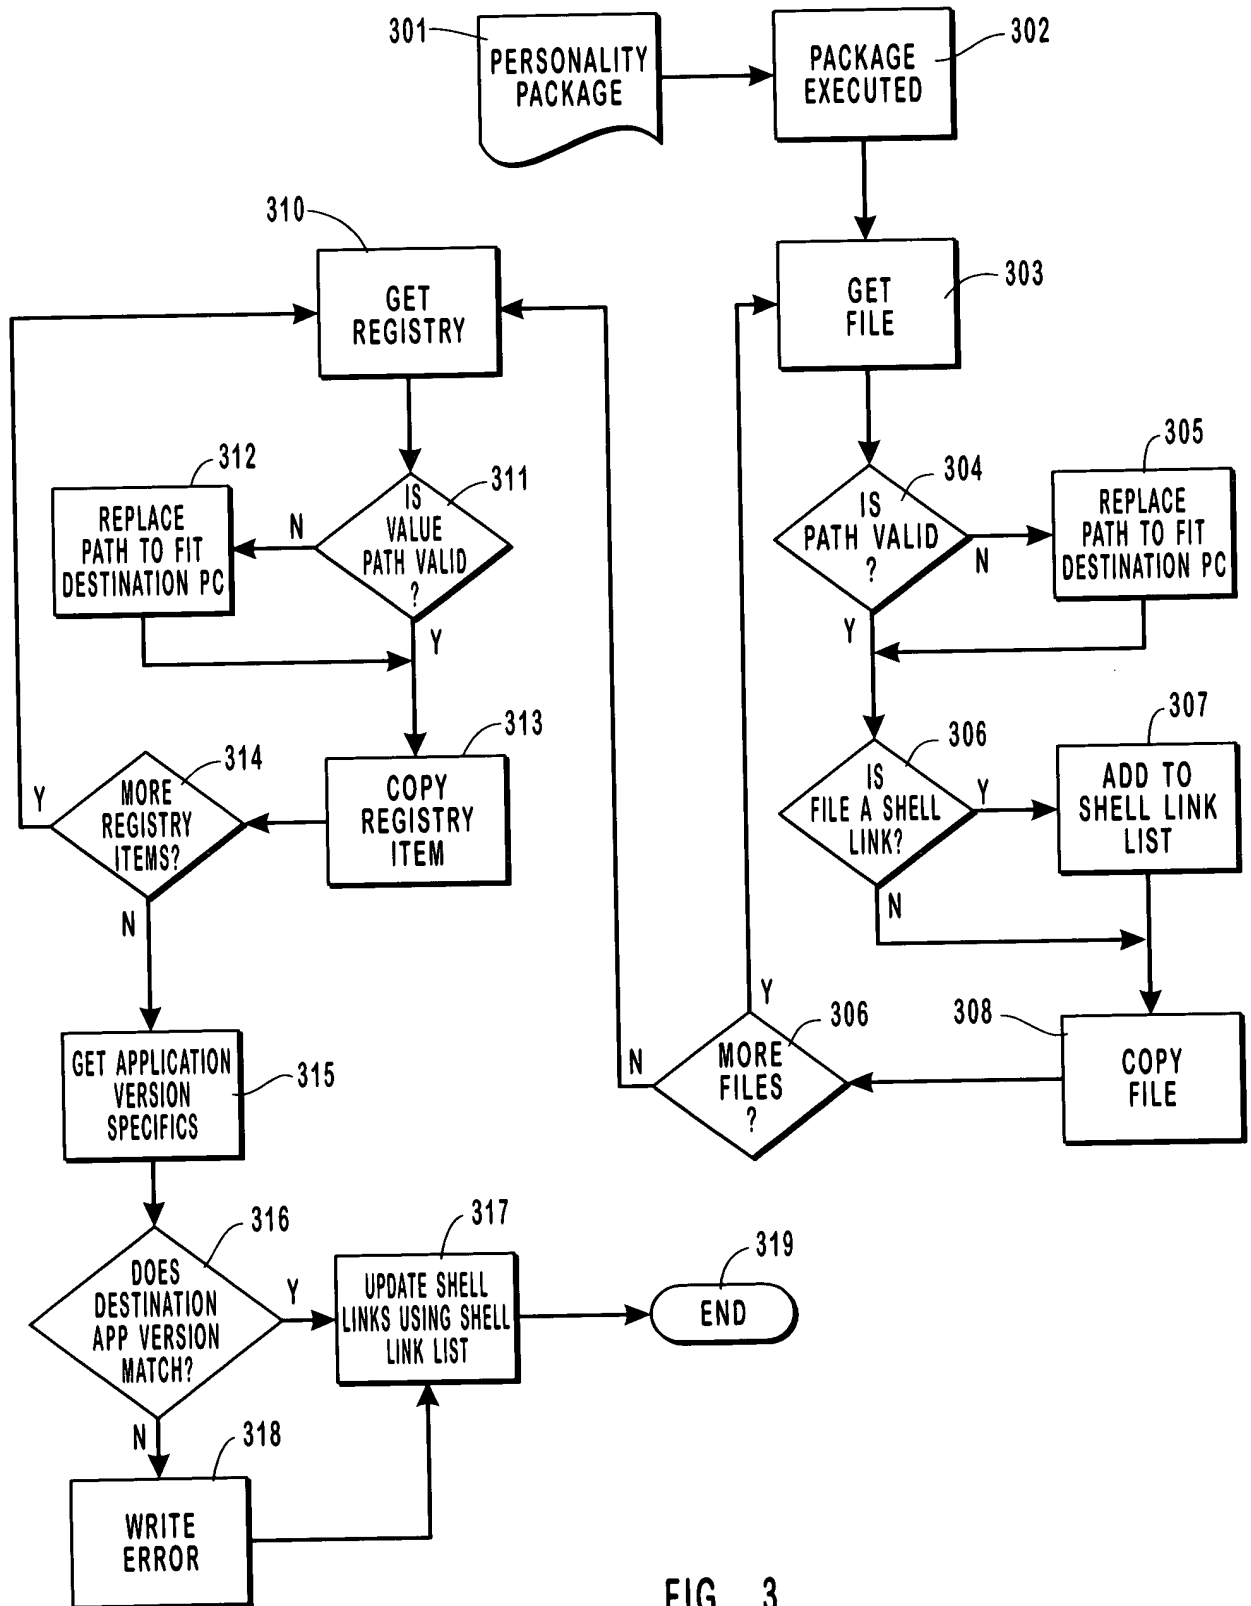 301
PERSONALITY
PACKAGE
302
PACKAGE
EXECUTED
303
GET
FILE
304
IS
PATH VALID
?
N
Y
305
REPLACE
PATH TO FIT
DESTINATION PC
306
IS
FILE A SHELL
LINK?
Y
N
307
ADD TO
SHELL LINK
LIST
308
COPY
FILE
306
MORE
FILES
?
Y
N
310
GET
REGISTRY
311
IS
VALUE
PATH VALID
?
N
Y
312
REPLACE
PATH TO FIT
DESTINATION PC
313
COPY
REGISTRY
ITEM
314
MORE
REGISTRY
ITEMS?
Y
N
315
GET APPLICATION
VERSION
SPECIFICS
316
DOES
DESTINATION
APP VERSION
MATCH?
Y
N
317
UPDATE SHELL
LINKS USING SHELL
LINK LIST
318
WRITE
ERROR
319
END
FIG. 3